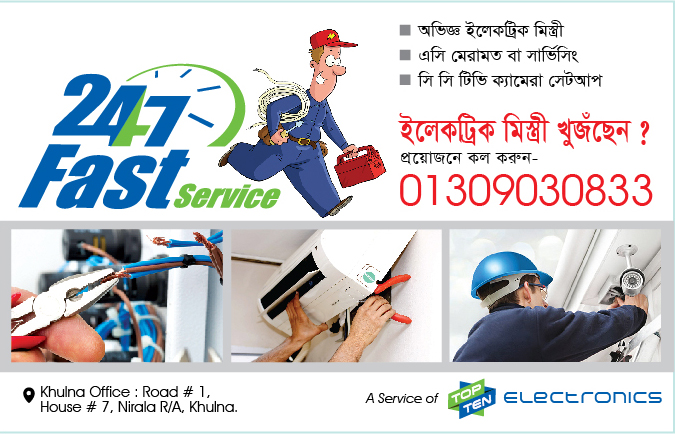 24-7
Fast Service
■ অভিজ্ঞ ইলেকট্রিক মিস্ত্রী
■ এসি মেরামত বা সার্ভিসিং
■ সি সি টিভি ক্যামেরা সেটআপ
ইলেকট্রিক মিস্ত্রী খুজঁছেন ?
প্রয়োজনে কল করুন-
01309030833
Khulna Office : Road # 1,
House # 7, Nirala R/A, Khulna.
A Service of TOP TEN ELECTRONICS